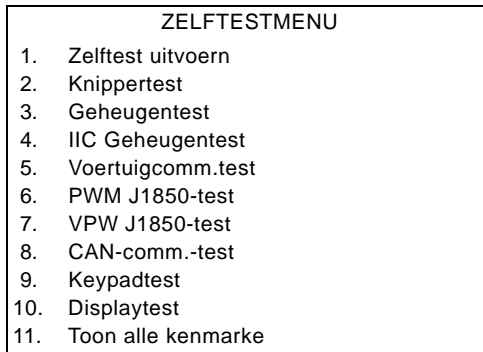 ZELFTESTMENU
1. Zelftest uitvoern
2. Knippertest
3. Geheugentest
4. IIC Geheugentest
5. Voertuigcomm.test
6. PWM J1850-test
7. VPW J1850-test
8. CAN-comm.-test
9. Keypadtest
10. Displaytest
11. Toon alle kenmarke